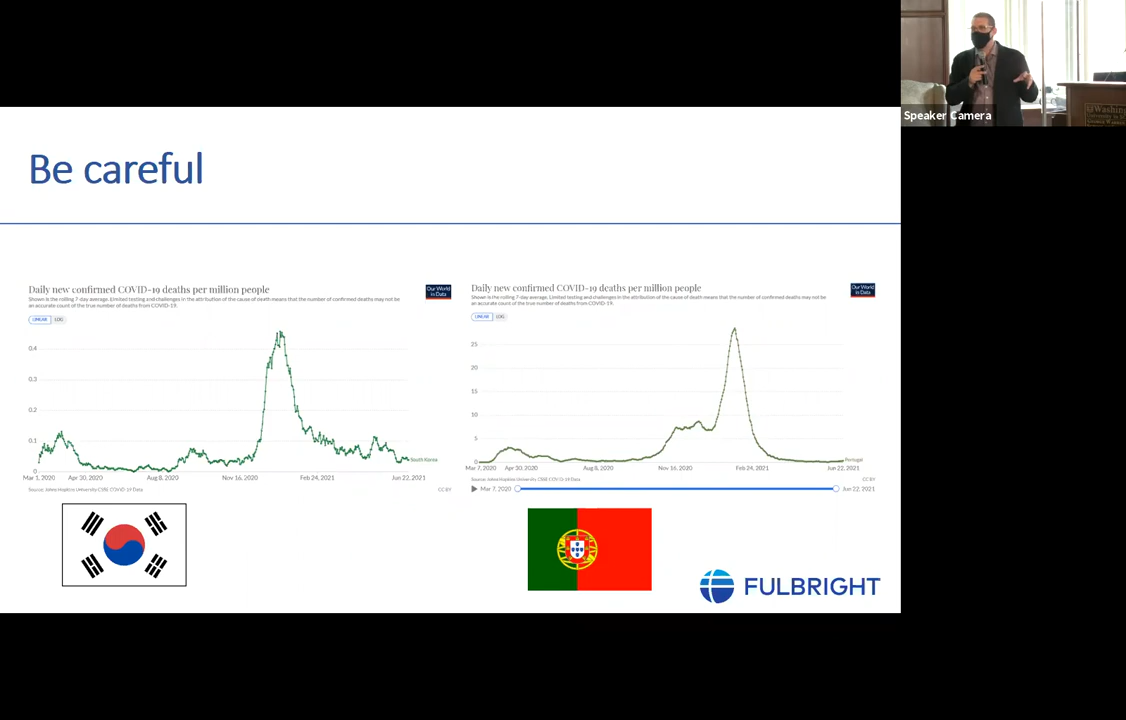 Speaker Camera
Washin
Be careful
Daily new confirmed COVID-19 deaths per million people
Shown is the rolling 7-day average. Limited testing and challenges in the attribution of the cause of death means that the number of confirmed deaths may not be
an accurate count of the true number of deaths from COVID-19.
LINEAR LOG
Our World
in Data
0.4
0.3
0.2
0.1
0
South Korea
Mar 1, 2020 Apr 30, 2020 Aug 8, 2020 Nov 16, 2020 Feb 24, 2021 Jun 22, 2021
Source: Johns Hopkins University CSSE COVID-19 Data
CC BY
Daily new confirmed COVID-19 deaths per million people
Shown is the rolling 7-day average. Limited testing and challenges in the attribution of the cause of death means that the number of confirmed deaths may not be
an accurate count of the true number of deaths from COVID-19.
LINEAR LOG
Our World
in Data
25
20
15
10
5
0
Portugal
Mar 7, 2020 Apr 30, 2020 Aug 8, 2020 Nov 16, 2020 Feb 24, 2021 Jun 22, 2021
Source: Johns Hopkins University CSSE COVID-19 Data
CC BY
Mar 7, 2020 Jun 22, 2021
FULBRIGHT